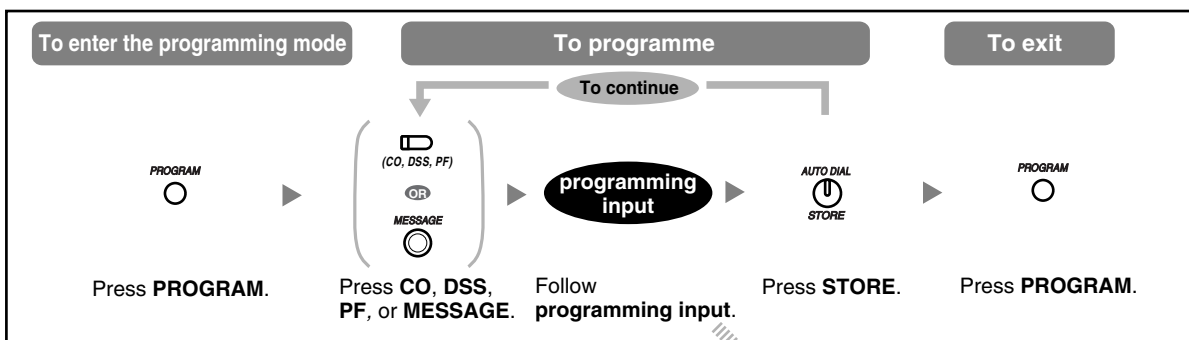 To enter the programming mode
To programme
To exit
To continue
PROGRAM
(CO, DSS, PF)
OR
MESSAGE
programming
input
AUTO DIAL
STORE
PROGRAM
Press PROGRAM.
Press CO, DSS,
PF, or MESSAGE.
Follow
programming input.
Press STORE.
Press PROGRAM.